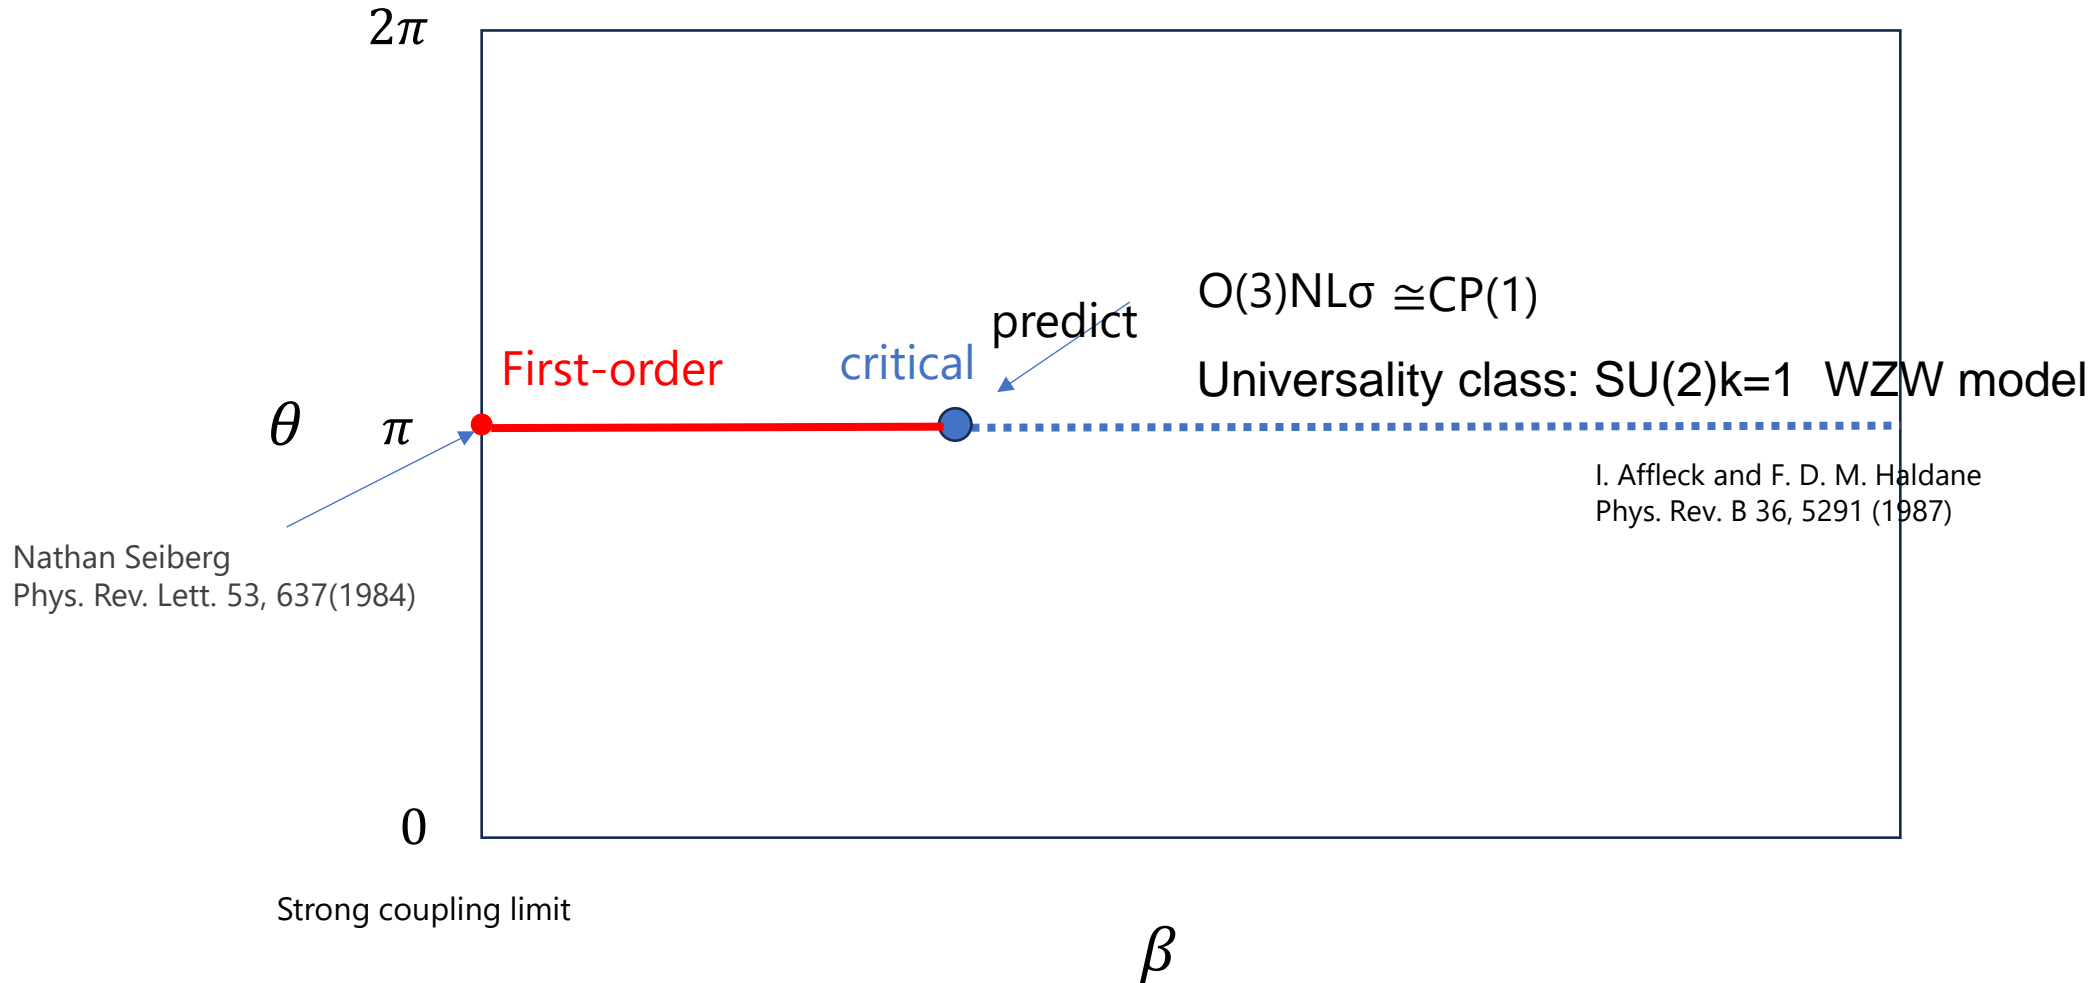 2π
O(3)NLσ ≅CP(1)
predict
critical
First-order
Universality class: SU(2)k=1 WZW model
θ
π
I. Affleck and F. D. M. Haldane
Phys. Rev. B 36, 5291 (1987)
Nathan Seiberg
Phys. Rev. Lett. 53, 637(1984)
0
Strong coupling limit
β